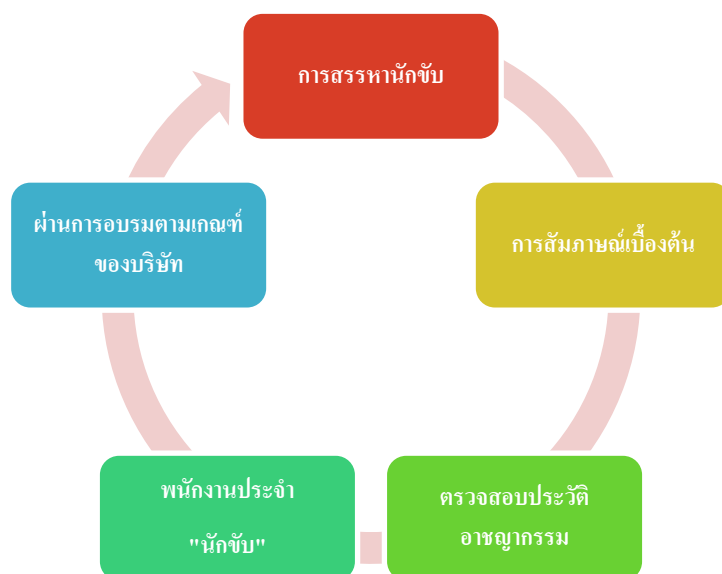 การสรรหานักขับ
การสัมภาษณ์เบื้องต้น
ตรวจสอบประวัติ
อาชญากรรม
พนักงานประจำ
"นักขับ"
ผ่านการอบรมตามเกณฑ์
ของบริษัท